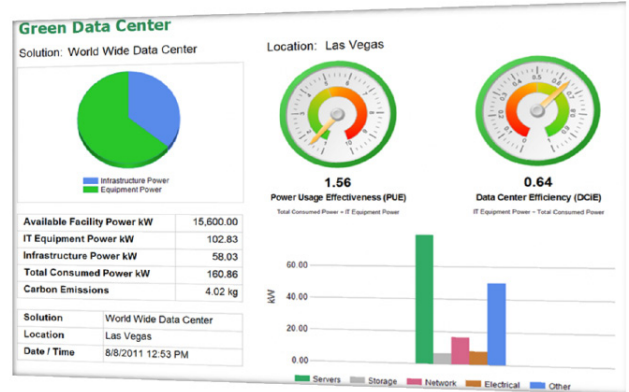 Green Data Center
Solution: World Wide Data Center
Location: Las Vegas
Infrastructure Power
Equipment Power
1.56
Power Usage Effectiveness (PUE)
Total Consumed Power ÷ IT Equipment Power
0.64
Data Center Efficiency (DCiE)
IT Equipment Power ÷ Total Consumed Power
Available Facility Power kW 15,600.00
IT Equipment Power kW 102.83
Infrastructure Power kW 58.03
Total Consumed Power kW 160.86
Carbon Emissions 4.02 kg
Solution World Wide Data Center
Location Las Vegas
Date / Time 8/8/2011 12:53 PM
kW
60.00
40.00
20.00
0.00
Servers Storage Network Electrical Other